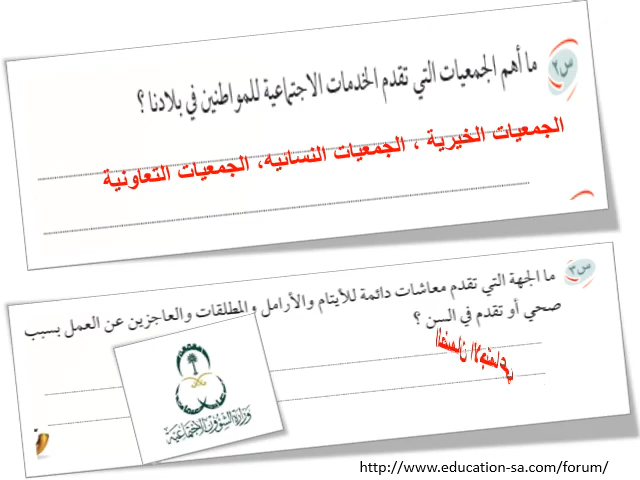 س٢
ما أهم الجمعيات التي تقدم الخدمات الاجتماعية للمواطنين في بلادنا ؟
الجمعيات الخيرية ، الجمعيات النسائيه، الجمعيات التعاونية
س٣
ما الجهة التي تقدم معاشات دائمة للأيتام والأرامل والمطلقات والعاجزين عن العمل بسبب
صحي أو تقدم في السن ؟
الضمان الاجتماعي
وزارة الشؤون الاجتماعية
http://www.education-sa.com/forum/